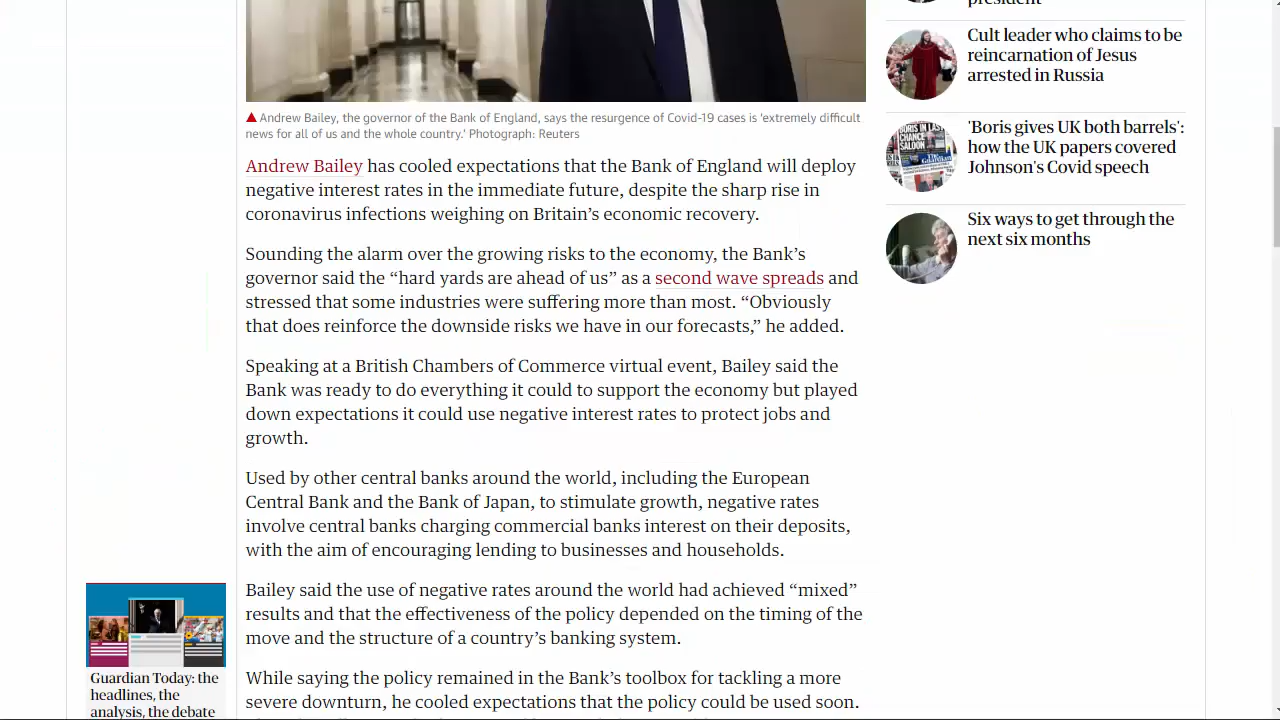 Andrew Bailey, the governor of the Bank of England, says the resurgence of Covid-19 cases is 'extremely difficult
news for all of us and the whole country.' Photograph: Reuters
Andrew Bailey has cooled expectations that the Bank of England will deploy
negative interest rates in the immediate future, despite the sharp rise in
coronavirus infections weighing on Britain’s economic recovery.
Sounding the alarm over the growing risks to the economy, the Bank’s
governor said the “hard yards are ahead of us” as a second wave spreads and
stressed that some industries were suffering more than most. “Obviously
that does reinforce the downside risks we have in our forecasts,” he added.
Speaking at a British Chambers of Commerce virtual event, Bailey said the
Bank was ready to do everything it could to support the economy but played
down expectations it could use negative interest rates to protect jobs and
growth.
Used by other central banks around the world, including the European
Central Bank and the Bank of Japan, to stimulate growth, negative rates
involve central banks charging commercial banks interest on their deposits,
with the aim of encouraging lending to businesses and households.
Bailey said the use of negative rates around the world had achieved “mixed”
results and that the effectiveness of the policy depended on the timing of the
move and the structure of a country’s banking system.
While saying the policy remained in the Bank’s toolbox for tackling a more
severe downturn, he cooled expectations that the policy could be used soon.
president
Cult leader who claims to be
reincarnation of Jesus
arrested in Russia
'Boris gives UK both barrels':
how the UK papers covered
Johnson's Covid speech
Six ways to get through the
next six months
Guardian Today: the
headlines, the
analysis, the debate